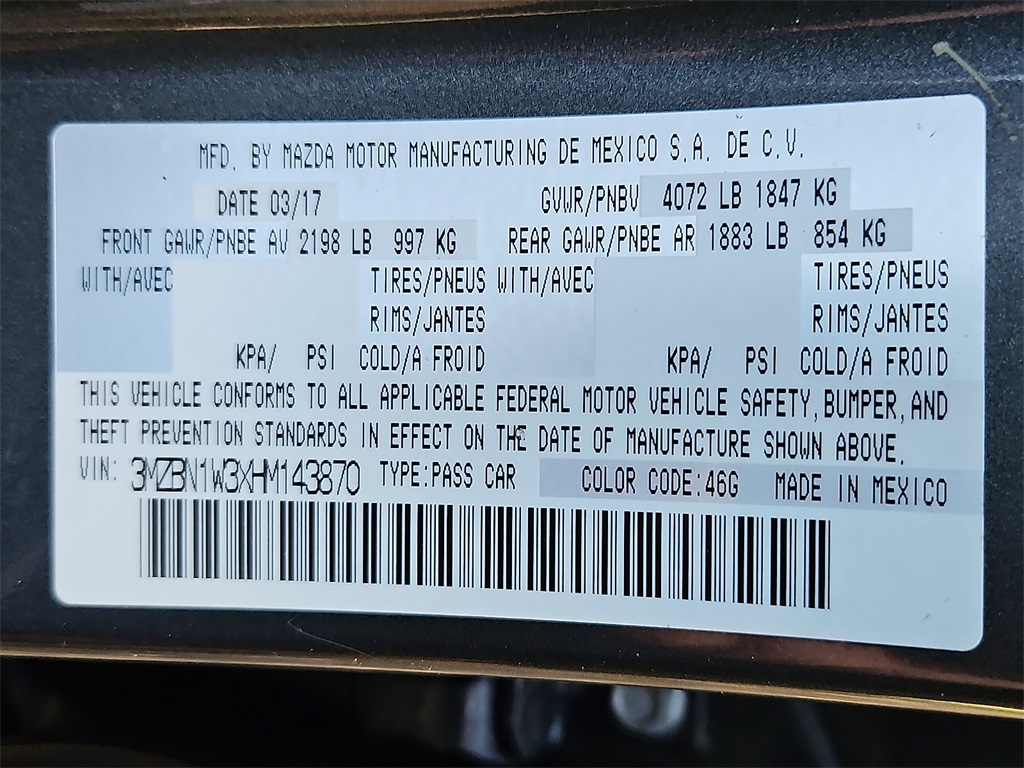 MFD. BY MAZDA MOTOR MANUFACTURING DE MEXICO S.A. DE C.V.
DATE 03/17 GVWR/PNBV 4072 LB 1847 KG
FRONT GAWR/PNBE AV 2198 LB 997 KG REAR GAWR/PNBE AR 1883 LB 854 KG
WITH/AVEC TIRES/PNEUS WITH/AVEC TIRES/PNEUS
RIMS/JANTES RIMS/JANTES
KPA/ PSI COLD/A FROID KPA/ PSI COLD/A FROID
THIS VEHICLE CONFORMS TO ALL APPLICABLE FEDERAL MOTOR VEHICLE SAFETY, BUMPER, AND
THEFT PREVENTION STANDARDS IN EFFECT ON THE DATE OF MANUFACTURE SHOWN ABOVE.
VIN: 3MZBN1W3XHM143870 TYPE:PASS CAR COLOR CODE:46G MADE IN MEXICO